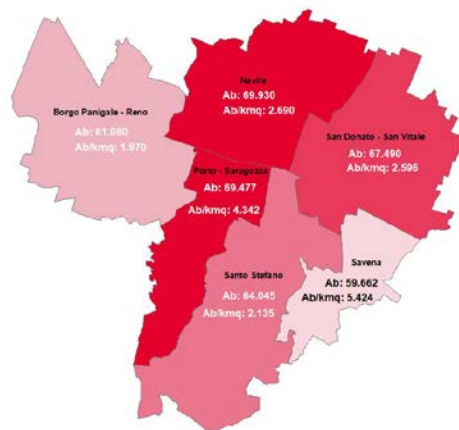 Navile
Ab: 69.930
Ab/kmq: 2.690
Borgo Panigale - Reno
Ab: 61.080
Ab/kmq: 1.970
San Donato - San Vitale
Ab: 67.490
Ab/kmq: 2.596
Porto - Saragozza
Ab: 69.477
Ab/kmq: 4.342
Savena
Ab: 59.662
Ab/kmq: 5.424
Santo Stefano
Ab: 64.045
Ab/kmq: 2.135